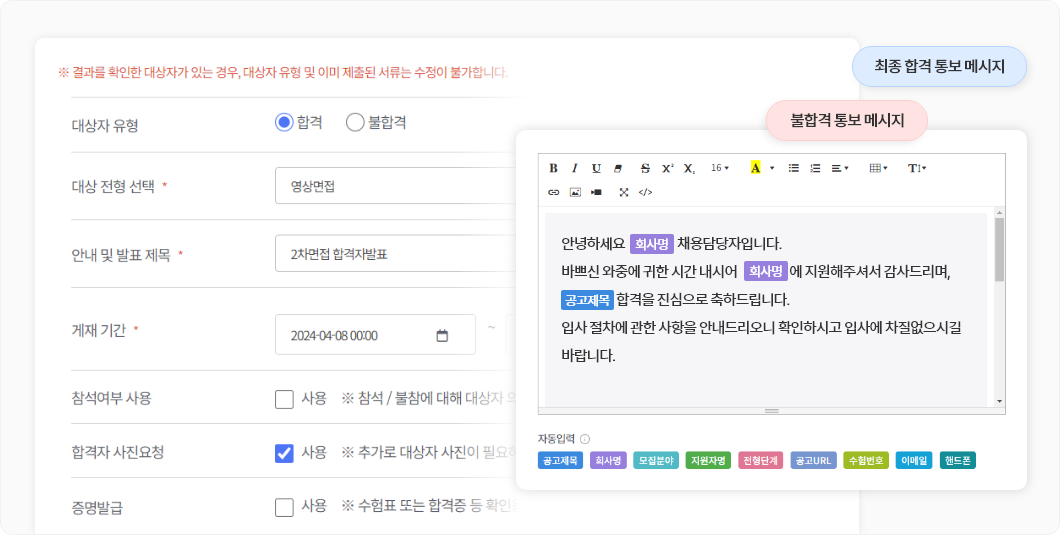 ※ 결과를 확인한 대상자가 있는 경우, 대상자 유형 및 이미 제출된 서류는 수정이 불가합니다.
대상자 유형
합격
불합격
대상 전형 선택 *
영상면접
안내 및 발표 제목 *
2차면접 합격자발표
게재 기간 *
2024-04-08 00:00
~
참석여부 사용
사용
※ 참석 / 불참에 대해 대상자
합격자 사진요청
사용
※ 추가로 대상자 사진이 필요
증명발급
사용
※ 수험표 또는 합격증 등 확인
최종 합격 통보 메시지
불합격 통보 메시지
B I U S X² X₂ 16 A T!
</>
안녕하세요 회사명 채용담당자입니다.
바쁘신 와중에 귀한 시간 내시어 회사명 에 지원해주셔서 감사드리며,
공고제목 합격을 진심으로 축하드립니다.
입사 절차에 관한 사항을 안내드리오니 확인하시고 입사에 차질없으시길
바랍니다.
자동입력
공고제목 회사명 모집분야 지원자명 전형단계 공고URL 수험번호 이메일 핸드폰